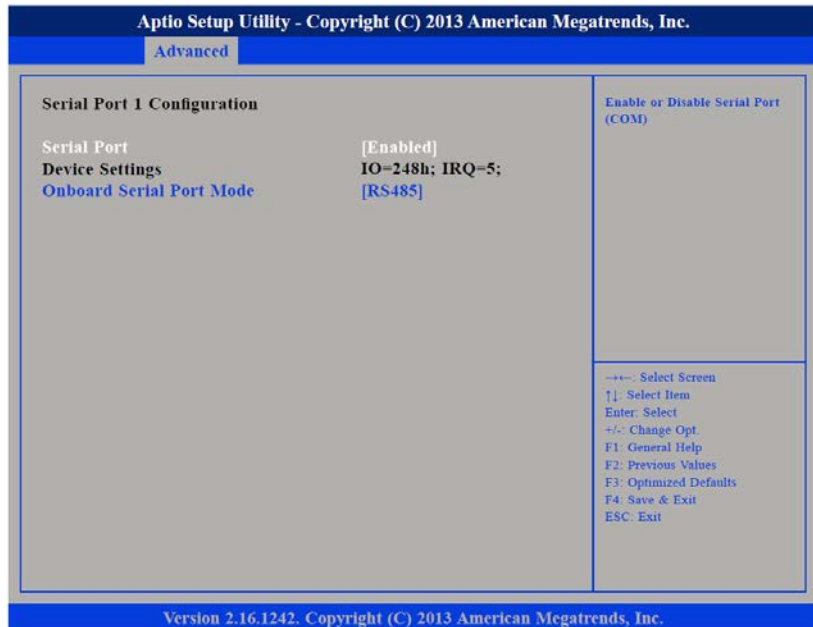 Aptio Setup Utility - Copyright (C) 2013 American Megatrends, Inc.
Advanced
Serial Port 1 Configuration
Serial Port [Enabled]
Device Settings IO=248h; IRQ=5;
Onboard Serial Port Mode [RS485]
Enable or Disable Serial Port
(COM)
→←: Select Screen
↑↓: Select Item
Enter: Select
+/-: Change Opt.
F1: General Help
F2: Previous Values
F3: Optimized Defaults
F4: Save & Exit
ESC: Exit
Version 2.16.1242. Copyright (C) 2013 American Megatrends, Inc.